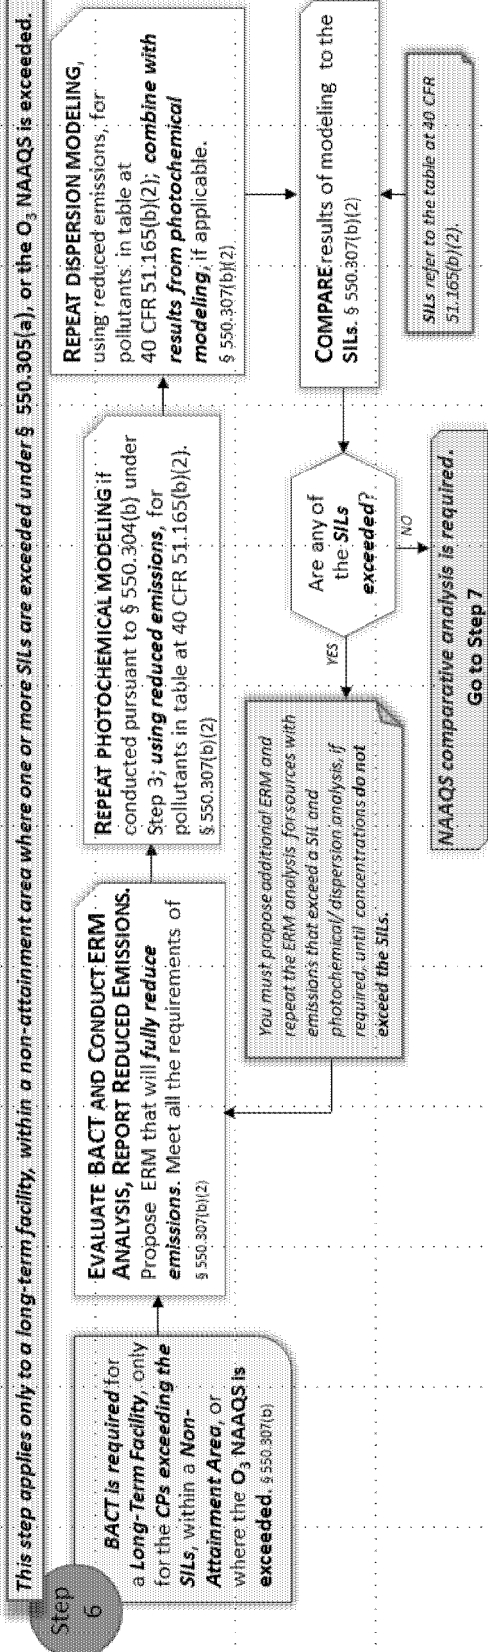 This step applies only to a long-term facility, within a non-attainment area where one or more SILs are exceeded under § 550.305(a), or the O₃ NAAQS is exceeded.
Step
6
BACT is required for
a Long-Term Facility, only
for the CPs exceeding the
SILs, within a Non-
Attainment Area, or
where the O₃ NAAQS is
exceeded. § 550.307(b)
EVALUATE BACT AND CONDUCT ERM
ANALYSIS, REPORT REDUCED EMISSIONS.
Propose ERM that will fully reduce
emissions. Meet all the requirements of
§ 550.307(b)(2)
REPEAT PHOTOCHEMICAL MODELING if
conducted pursuant to § 550.304(b) under
Step 3; using reduced emissions, for
pollutants in table at 40 CFR 51.165(b)(2).
§ 550.307(b)(2)
REPEAT DISPERSION MODELING,
using reduced emissions, for
pollutants in table at
40 CFR 51.165(b)(2); combine with
results from photochemical
modeling, if applicable.
§ 550.307(b)(2)
COMPARE results of modeling to the
SILs. § 550.307(b)(2)
SILs refer to the table at 40 CFR
51.165(b)(2).
Are any of
the SILs
exceeded?
YES
NO
You must propose additional ERM and
repeat the ERM analysis for sources with
emissions that exceed a SIL and
photochemical/dispersion analysis, if
required, until concentrations do not
exceed the SILs.
NAAQS comparative analysis is required.
Go to Step 7